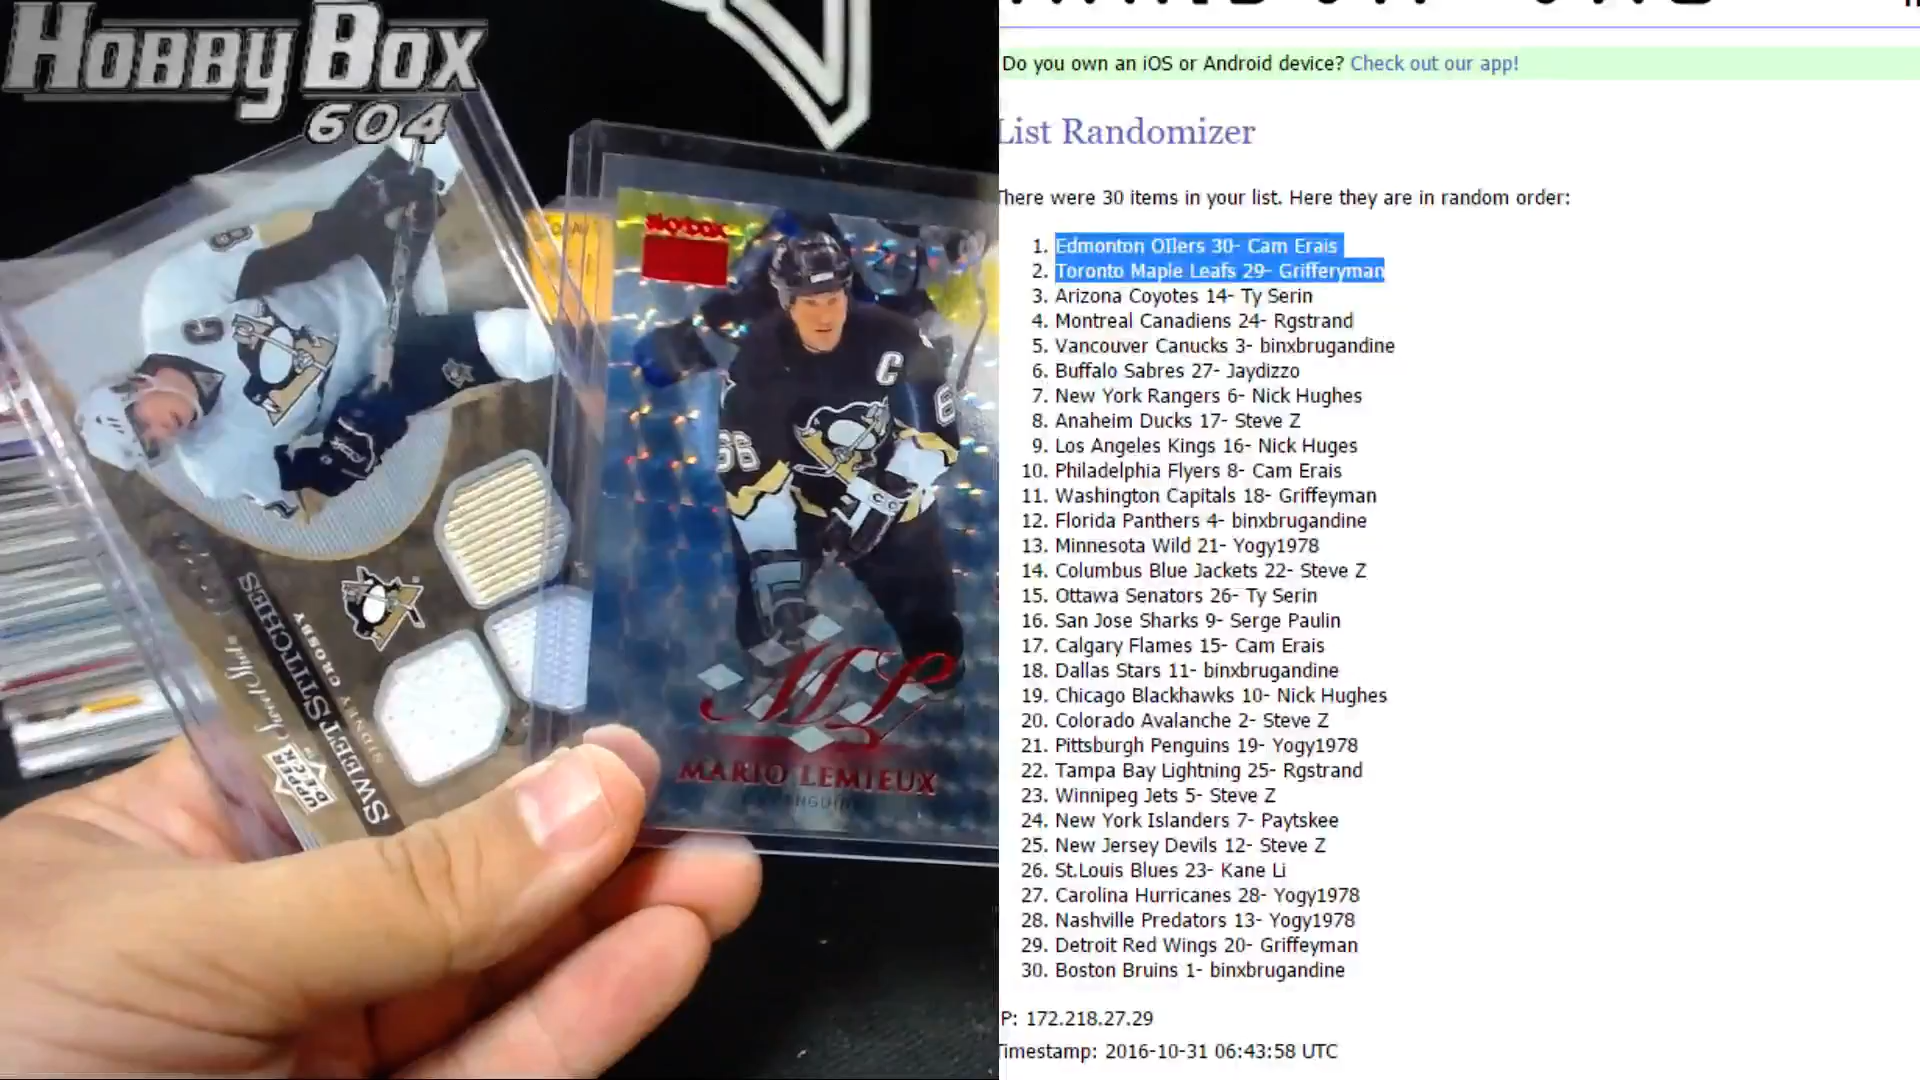 HOBBY BOX
604
SWEET STITCHES
SIDNEY CROSBY
UPPER DECK
C
C
66
ML
MARIO LEMIEUX
Do you own an iOS or Android device? Check out our app!
List Randomizer
There were 30 items in your list. Here they are in random order:
1. Edmonton OIlers 30- Cam Erais
2. Toronto Maple Leafs 29- Grifferyman
3. Arizona Coyotes 14- Ty Serin
4. Montreal Canadiens 24- Rgstrand
5. Vancouver Canucks 3- binxbrugandine
6. Buffalo Sabres 27- Jaydizzo
7. New York Rangers 6- Nick Hughes
8. Anaheim Ducks 17- Steve Z
9. Los Angeles Kings 16- Nick Huges
10. Philadelphia Flyers 8- Cam Erais
11. Washington Capitals 18- Griffeyman
12. Florida Panthers 4- binxbrugandine
13. Minnesota Wild 21- Yogy1978
14. Columbus Blue Jackets 22- Steve Z
15. Ottawa Senators 26- Ty Serin
16. San Jose Sharks 9- Serge Paulin
17. Calgary Flames 15- Cam Erais
18. Dallas Stars 11- binxbrugandine
19. Chicago Blackhawks 10- Nick Hughes
20. Colorado Avalanche 2- Steve Z
21. Pittsburgh Penguins 19- Yogy1978
22. Tampa Bay Lightning 25- Rgstrand
23. Winnipeg Jets 5- Steve Z
24. New York Islanders 7- Paytskee
25. New Jersey Devils 12- Steve Z
26. St.Louis Blues 23- Kane Li
27. Carolina Hurricanes 28- Yogy1978
28. Nashville Predators 13- Yogy1978
29. Detroit Red Wings 20- Griffeyman
30. Boston Bruins 1- binxbrugandine
P: 172.218.27.29
Timestamp: 2016-10-31 06:43:58 UTC